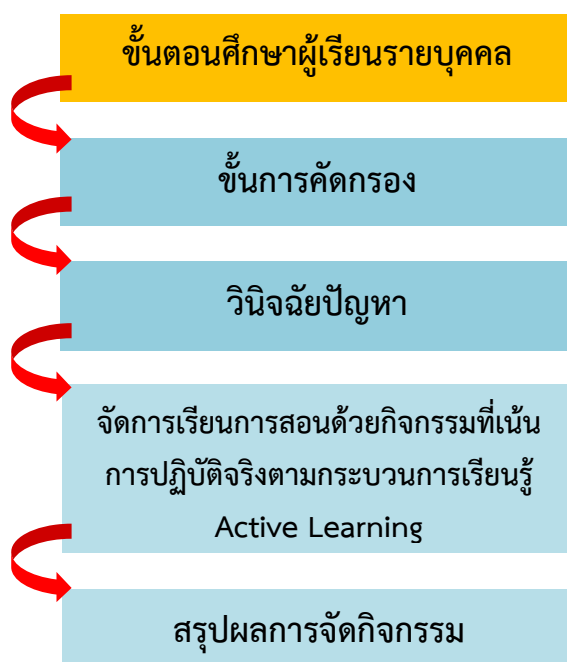 ขั้นตอนศึกษาผู้เรียนรายบุคคล
ขั้นการคัดกรอง
วินิจฉัยปัญหา
จัดการเรียนการสอนด้วยกิจกรรมที่เน้น
การปฏิบัติจริงตามกระบวนการเรียนรู้
Active Learning
สรุปผลการจัดกิจกรรม